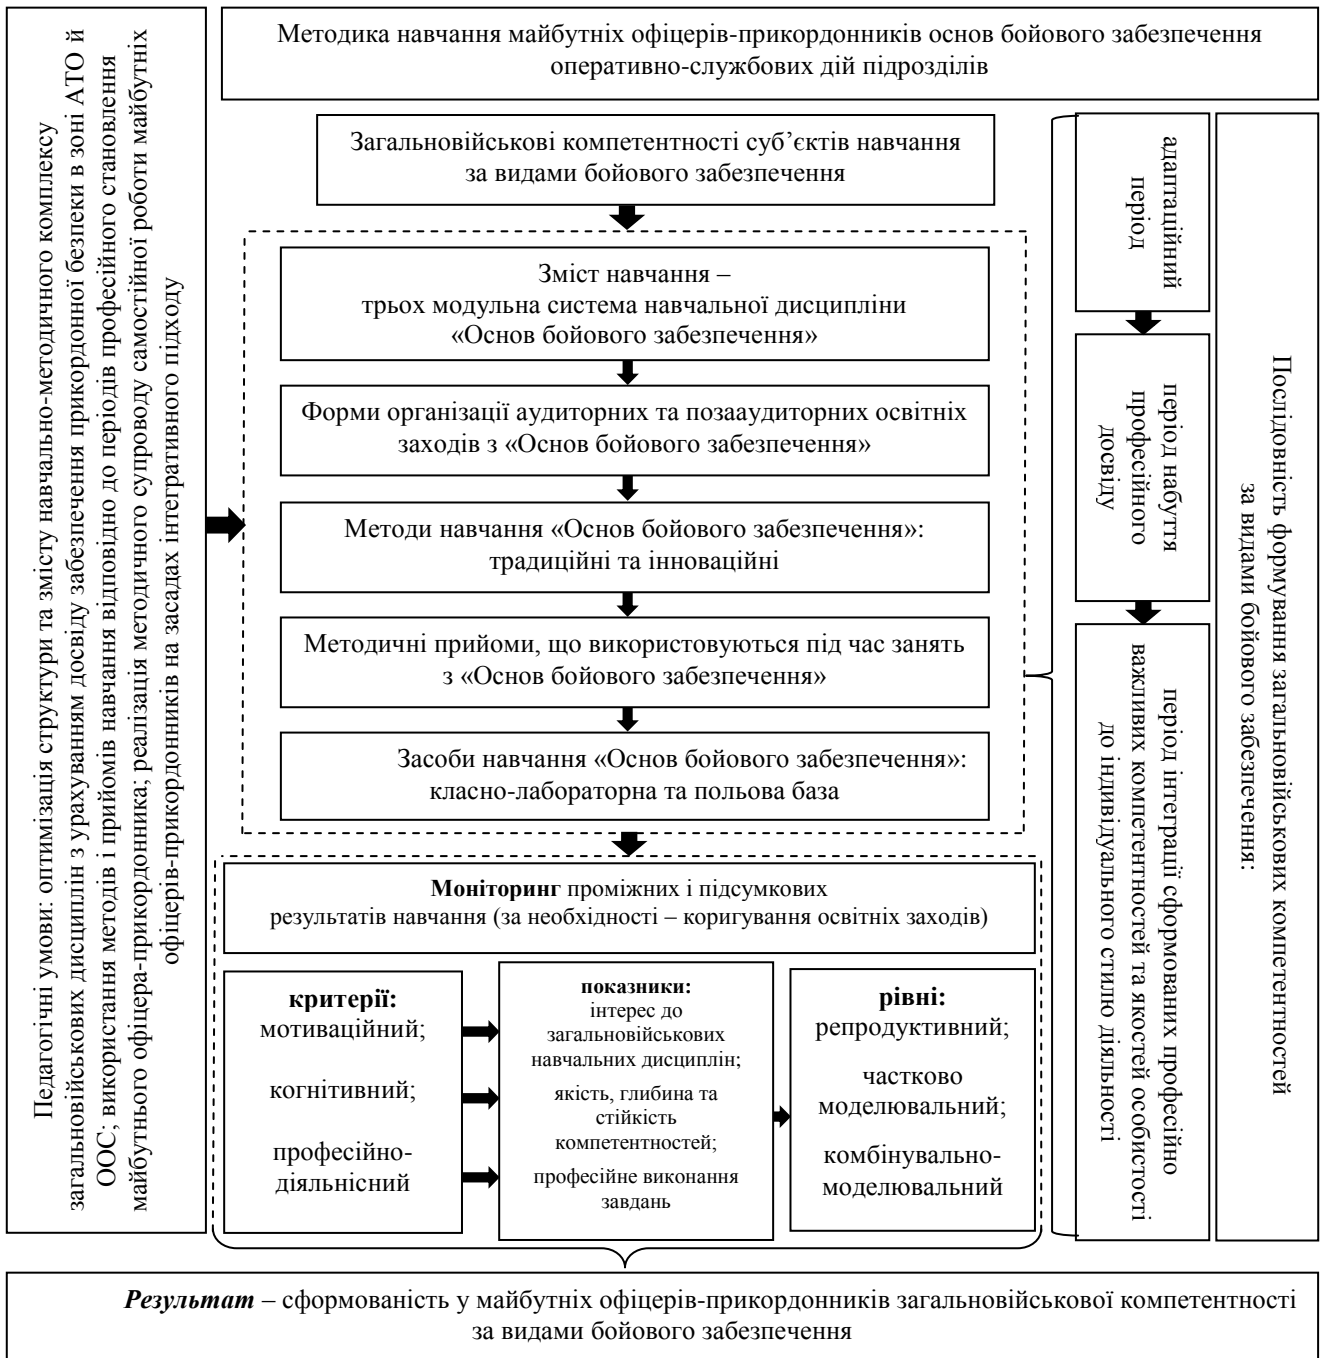 Методика навчання майбутніх офіцерів-прикордонників основ бойового забезпечення
оперативно-службових дій підрозділів
Педагогічні умови: оптимізація структури та змісту навчально-методичного комплексу
загальновійськових дисциплін з урахуванням досвіду забезпечення прикордонної безпеки в зоні АТО й
ООС; використання методів і прийомів навчання відповідно до періодів професійного становлення
майбутнього офіцера-прикордонника; реалізація методичного супроводу самостійної роботи майбутніх
офіцерів-прикордонників на засадах інтегративного підходу
Загальновійськові компетентності суб’єктів навчання
за видами бойового забезпечення
Зміст навчання –
трьох модульна система навчальної дисципліни
«Основ бойового забезпечення»
Форми організації аудиторних та позааудиторних освітніх
заходів з «Основ бойового забезпечення»
Методи навчання «Основ бойового забезпечення»:
традиційні та інноваційні
Методичні прийоми, що використовуються під час занять
з «Основ бойового забезпечення»
Засоби навчання «Основ бойового забезпечення»:
класно-лабораторна та польова база
Моніторинг проміжних і підсумкових
результатів навчання (за необхідності – коригування освітніх заходів)
критерії:
мотиваційний;
когнітивний;
професійно-
діяльнісний
показники:
інтерес до
загальновійськових
навчальних дисциплін;
якість, глибина та
стійкість
компетентностей;
професійне виконання
завдань
рівні:
репродуктивний;
частково
моделювальний;
комбінувально-
моделювальний
адаптаційний
період
період набуття
професійного
досвіду
період інтеграції сформованих професійно
важливих компетентностей та якостей особистості
до індивідуального стилю діяльності
Послідовність формування загальновійськових компетентностей
за видами бойового забезпечення:
Результат – сформованість у майбутніх офіцерів-прикордонників загальновійськової компетентності
за видами бойового забезпечення